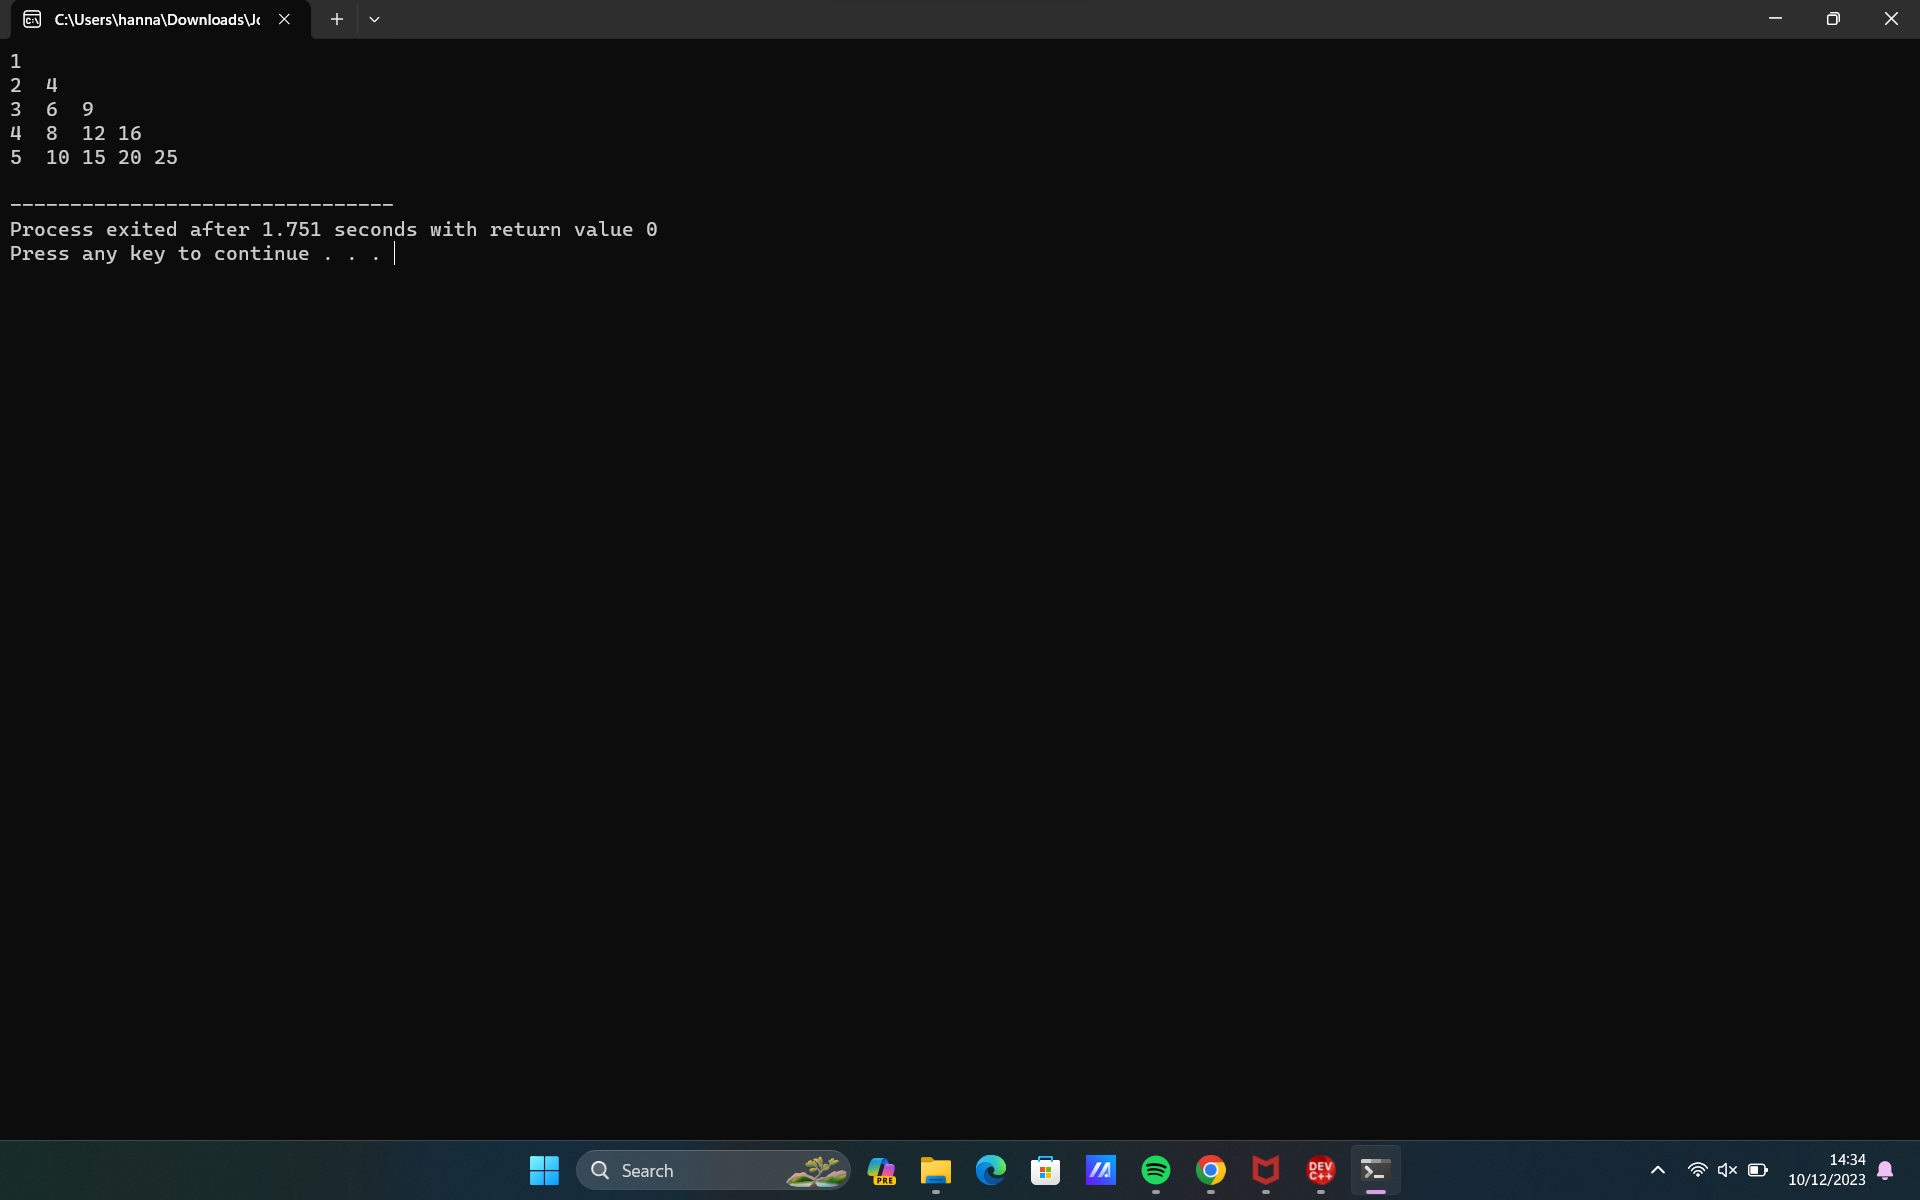 C:\Users\hanna\Downloads\Jo
1
2  4
3  6  9
4  8  12 16
5  10 15 20 25
--------------------------------
Process exited after 1.751 seconds with return value 0
Press any key to continue . . .
Search
PRE
DEV
C++
14:34
10/12/2023